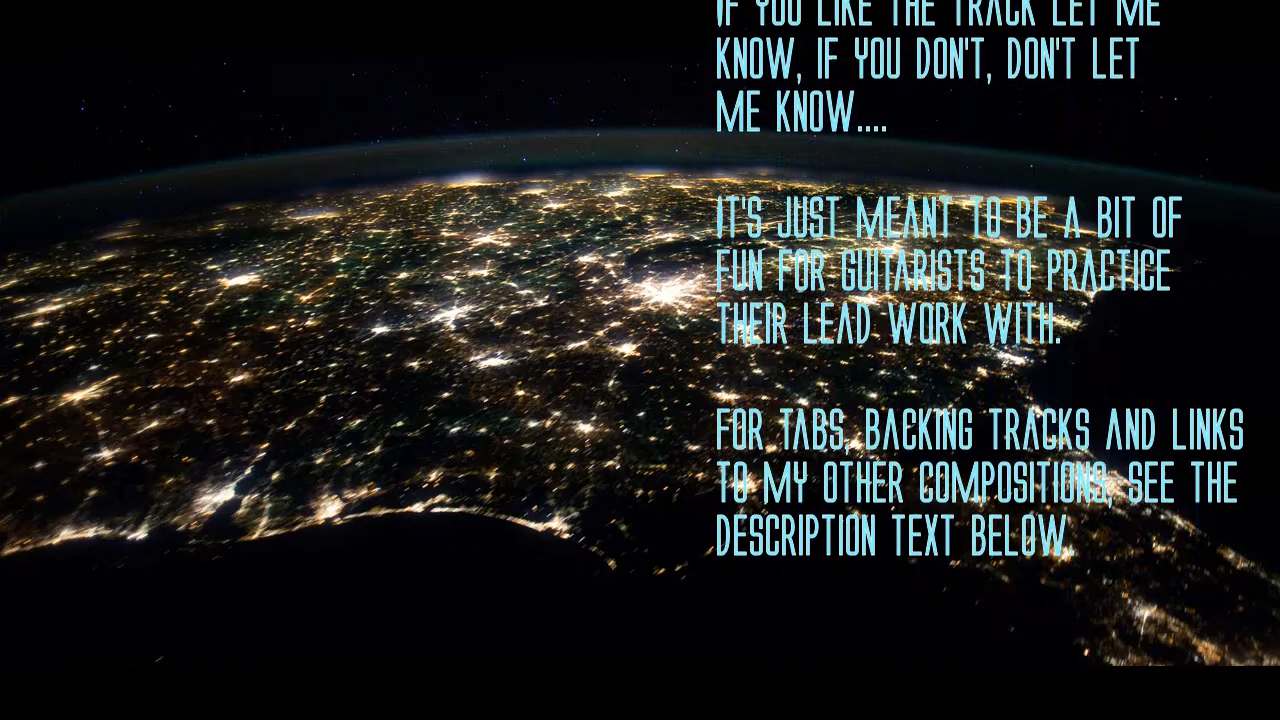 IF YOU LIKE THE TRACK LET ME
KNOW, IF YOU DON'T, DON'T LET
ME KNOW....
IT'S JUST MEANT TO BE A BIT OF
FUN FOR GUITARISTS TO PRACTICE
THEIR LEAD WORK WITH.
FOR TABS, BACKING TRACKS AND LINKS
TO MY OTHER COMPOSITIONS, SEE THE
DESCRIPTION TEXT BELOW.